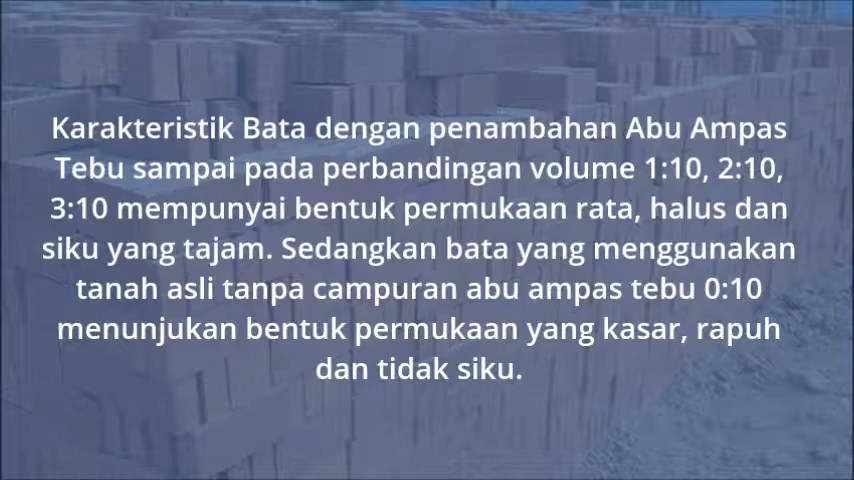 Karakteristik Bata dengan penambahan Abu Ampas
Tebu sampai pada perbandingan volume 1:10, 2:10,
3:10 mempunyai bentuk permukaan rata, halus dan
siku yang tajam. Sedangkan bata yang menggunakan
tanah asli tanpa campuran abu ampas tebu 0:10
menunjukan bentuk permukaan yang kasar, rapuh
dan tidak siku.